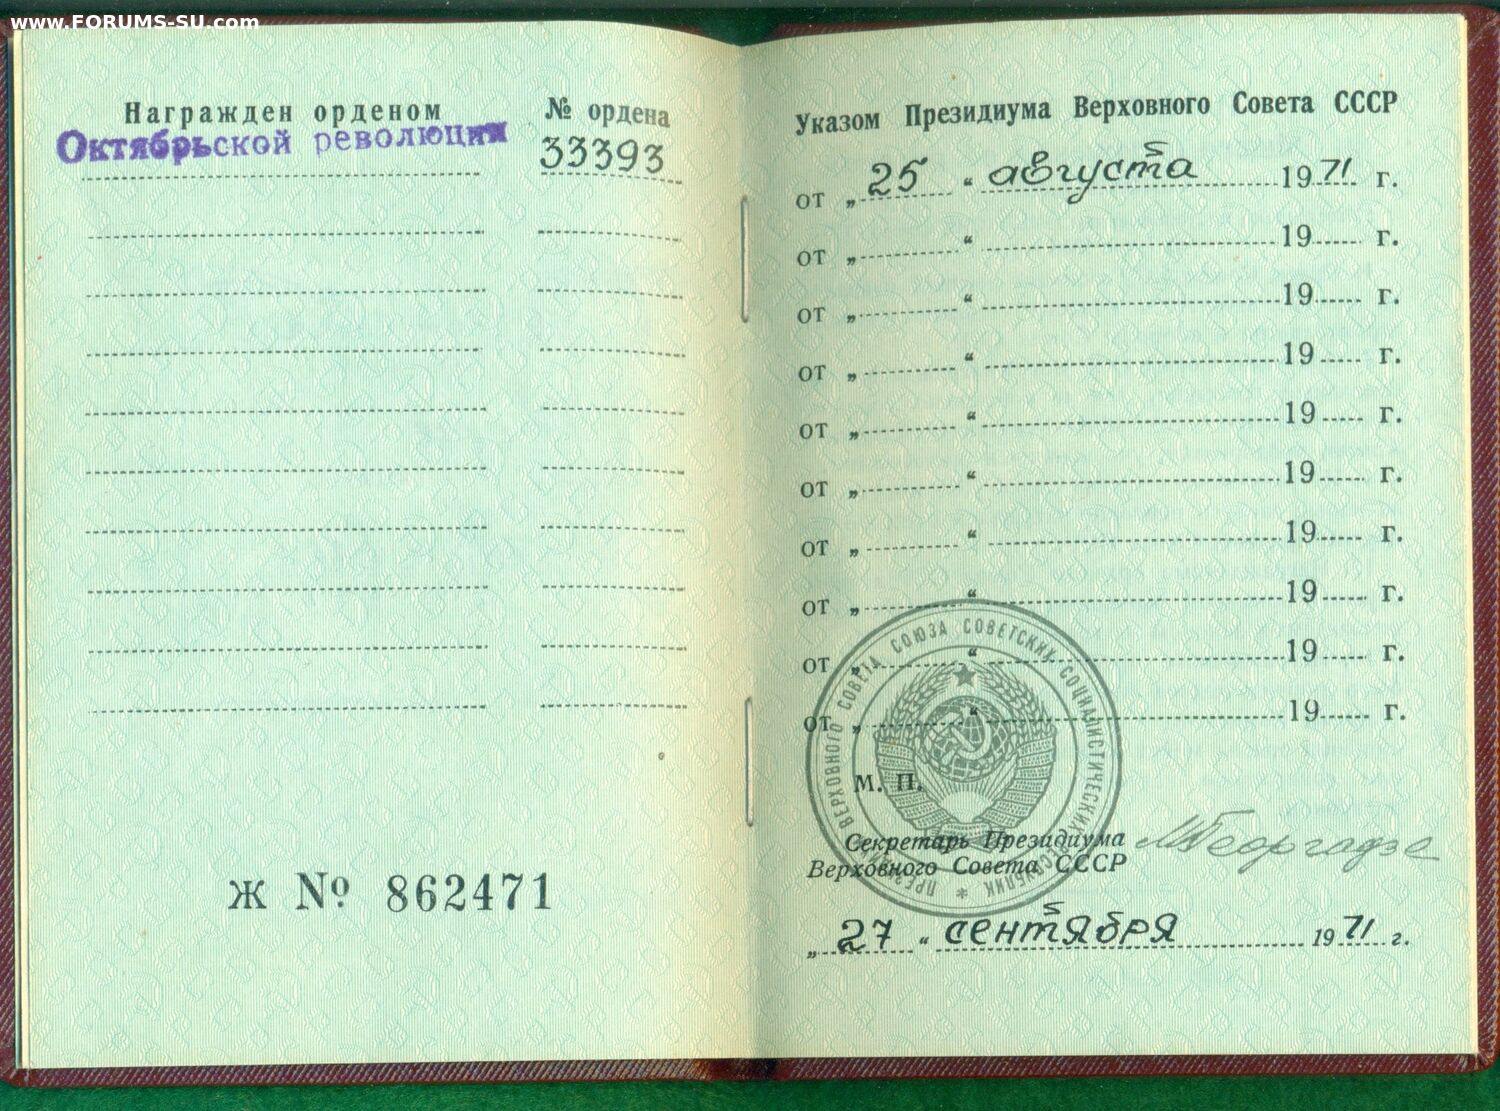 www.FORUMS-SU.com
Награжден орденом № ордена
Октябрьской революции 33393
Указом Президиума Верховного Совета СССР
от „25“ августа 1971 г.
от „ “ 19 г.
от „ “ 19 г.
от „ “ 19 г.
от „ “ 19 г.
от „ “ 19 г.
от „ “ 19 г.
от „ “ 19 г.
от „ “ 19 г.
от „ “ 19 г.
ПРЕЗИДИУМ ВЕРХОВНОГО СОВЕТА СОЮЗА СОВЕТСКИХ СОЦИАЛИСТИЧЕСКИХ РЕСПУБЛИК *
М. П.
Секретарь Президиума
Верховного Совета СССР
МГеоргадзе
„27“ сентября 1971 г.
Ж № 862471